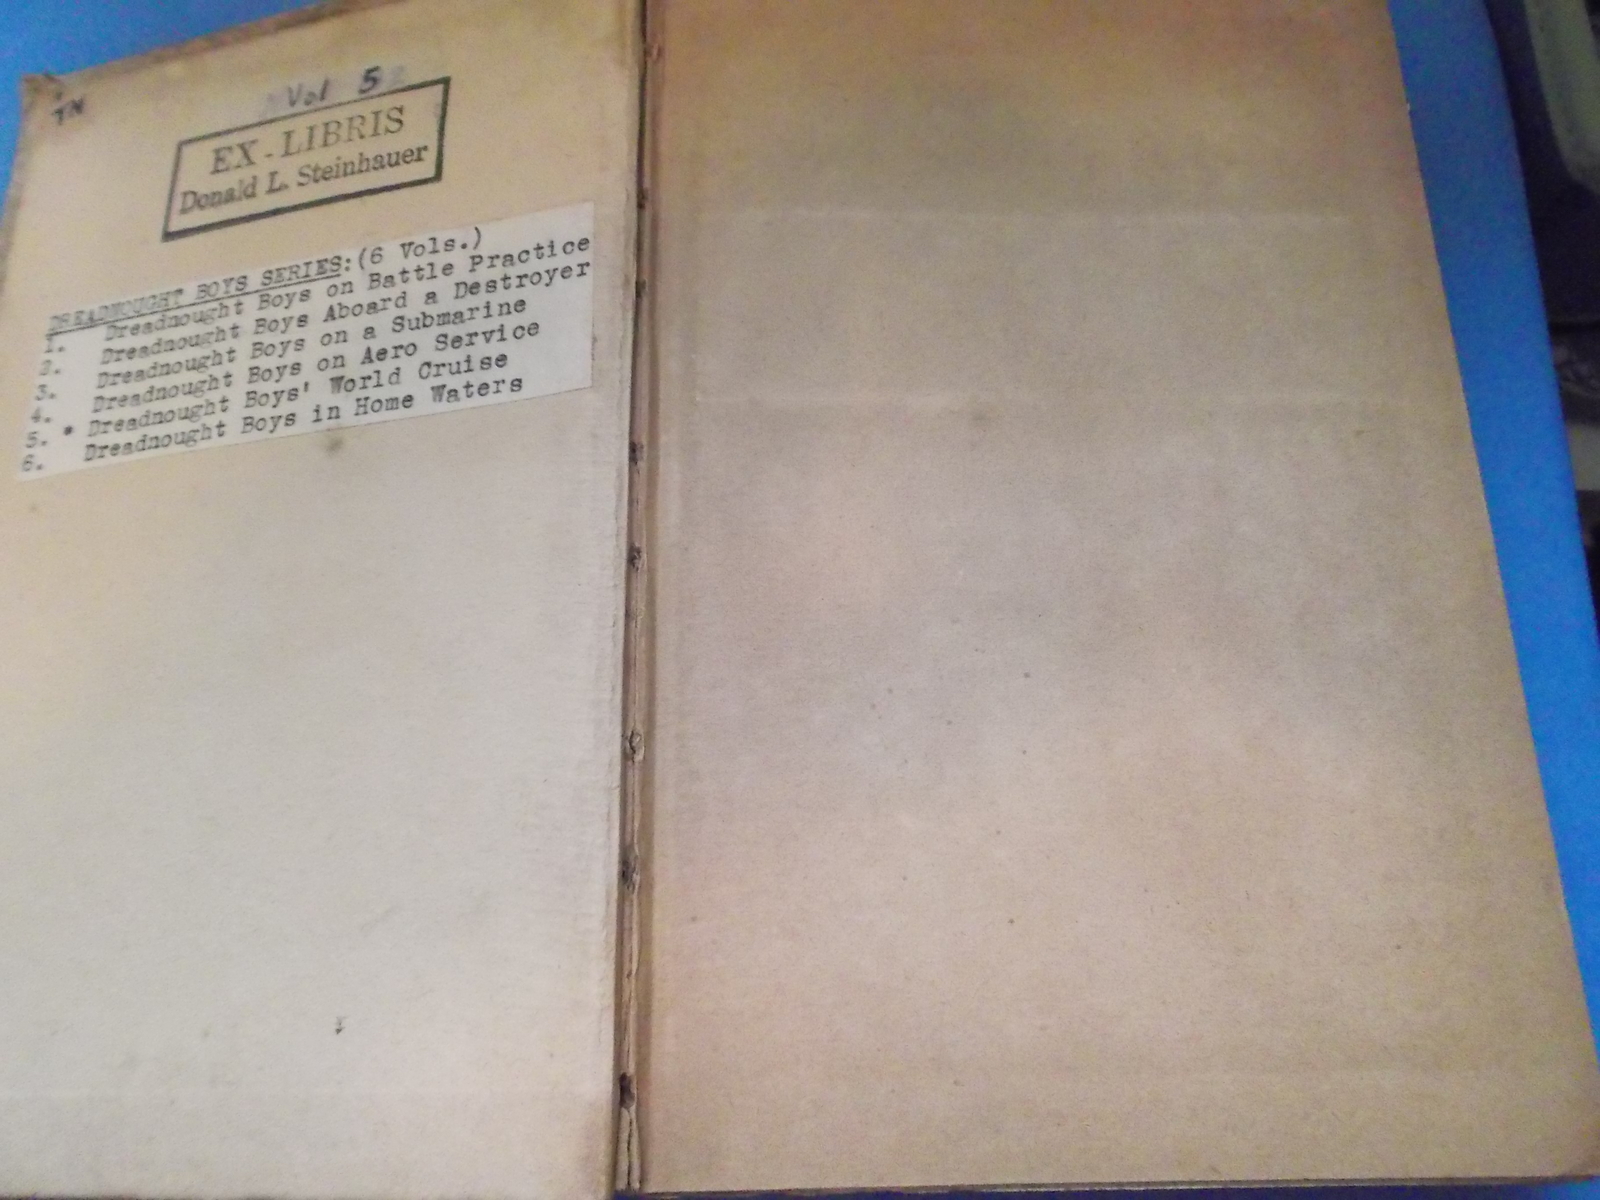 TN
Vol 5
EX-LIBRIS
Donald L. Steinhauer
DREADNOUGHT BOYS SERIES:(6 Vols.)
1. Dreadnought Boys on Battle Practice
2. Dreadnought Boys Aboard a Destroyer
3. Dreadnought Boys on a Submarine
4. Dreadnought Boys on Aero Service
5. • Dreadnought Boys' World Cruise
6. Dreadnought Boys in Home Waters